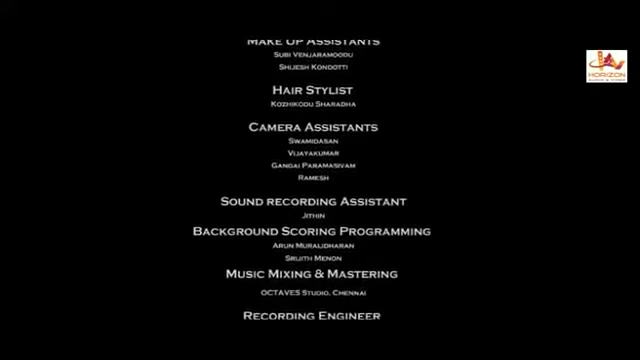 MAKE UP ASSISTANTS
SUBI VENJARAMOODU
SHIJESH KONDOTTI
HAIR STYLIST
KOZHIKODU SHARADHA
CAMERA ASSISTANTS
SWAMIDASAN
VIJAYAKUMAR
GANGAI PARAMASIVAM
RAMESH
SOUND RECORDING ASSISTANT
JITHIN
BACKGROUND SCORING PROGRAMMING
ARUN MURALIDHARAN
SRIJITH MENON
MUSIC MIXING & MASTERING
OCTAVES STUDIO, CHENNAI
RECORDING ENGINEER
HORIZON